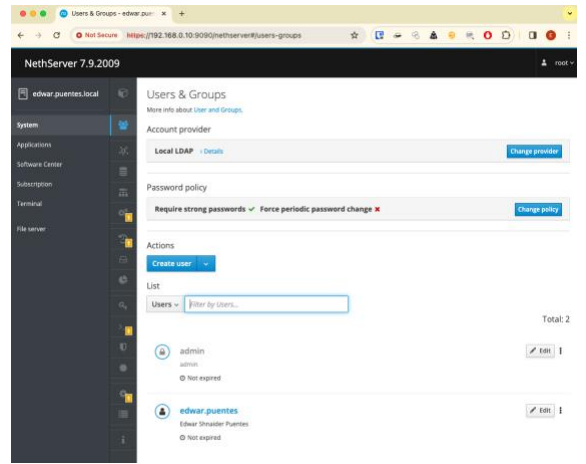 Users & Groups - edwar.puen
Not Secure https://192.168.0.10:9090/nethserver#/users-groups
NethServer 7.9.2009
root
edwar.puentes.local
System
Applications
Software Center
Subscription
Terminal
File server
Users & Groups
More info about User and Groups.
Account provider
Local LDAP Details
Change provider
Password policy
Require strong passwords Force periodic password change
Change policy
Actions
Create user
List
Users Filter by Users...
Total: 2
admin
Edit
admin
Not expired
edwar.puentes
Edit
Edwar Shnaider Puentes
Not expired